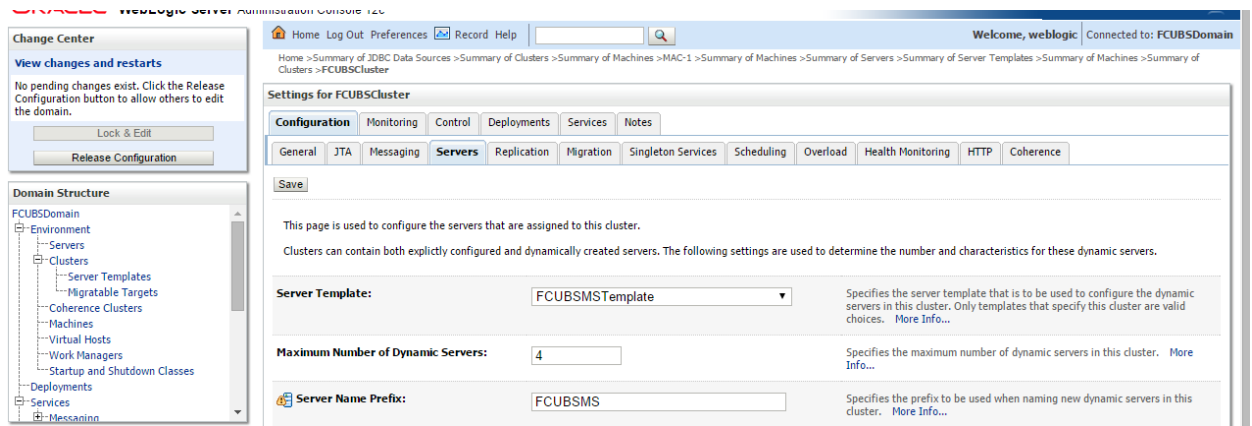 WebLogic Server Administration Console 12c
Change Center
View changes and restarts
No pending changes exist. Click the Release
Configuration button to allow others to edit
the domain.
Lock & Edit
Release Configuration
Domain Structure
FCUBSDomain
Environment
Servers
Clusters
Server Templates
Migratable Targets
Coherence Clusters
Machines
Virtual Hosts
Work Managers
Startup and Shutdown Classes
Deployments
Services
Messaging
Home Log Out Preferences Record Help
Welcome, weblogic Connected to: FCUBSDomain
Home >Summary of JDBC Data Sources >Summary of Clusters >Summary of Machines >MAC-1 >Summary of Machines >Summary of Servers >Summary of Server Templates >Summary of Machines >Summary of
Clusters >FCUBSCluster
Settings for FCUBSCluster
Configuration Monitoring Control Deployments Services Notes
General JTA Messaging Servers Replication Migration Singleton Services Scheduling Overload Health Monitoring HTTP Coherence
Save
This page is used to configure the servers that are assigned to this cluster.
Clusters can contain both explictly configured and dynamically created servers. The following settings are used to determine the number and characteristics for these dynamic servers.
Server Template:
FCUBSMSTemplate
Specifies the server template that is to be used to configure the dynamic
servers in this cluster. Only templates that specify this cluster are valid
choices. More Info...
Maximum Number of Dynamic Servers:
4
Specifies the maximum number of dynamic servers in this cluster. More
Info...
Server Name Prefix:
FCUBSMS
Specifies the prefix to be used when naming new dynamic servers in this
cluster. More Info...